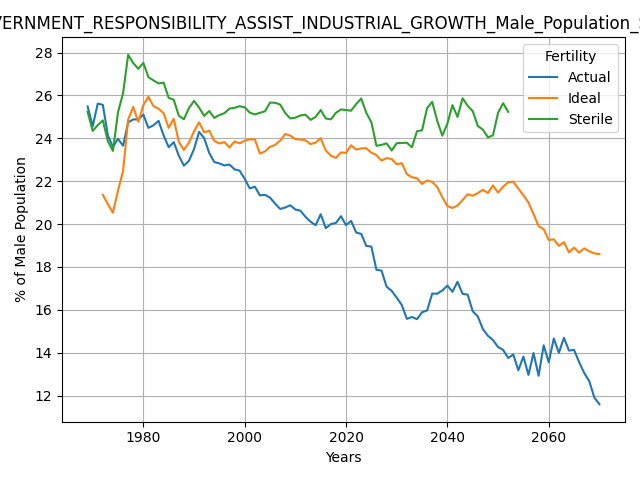 VERNMENT_RESPONSIBILITY_ASSIST_INDUSTRIAL_GROWTH_Male_Population_
Fertility
Actual
Ideal
Sterile
% of Male Population
28
26
24
22
20
18
16
14
12
1980 2000 2020 2040 2060
Years